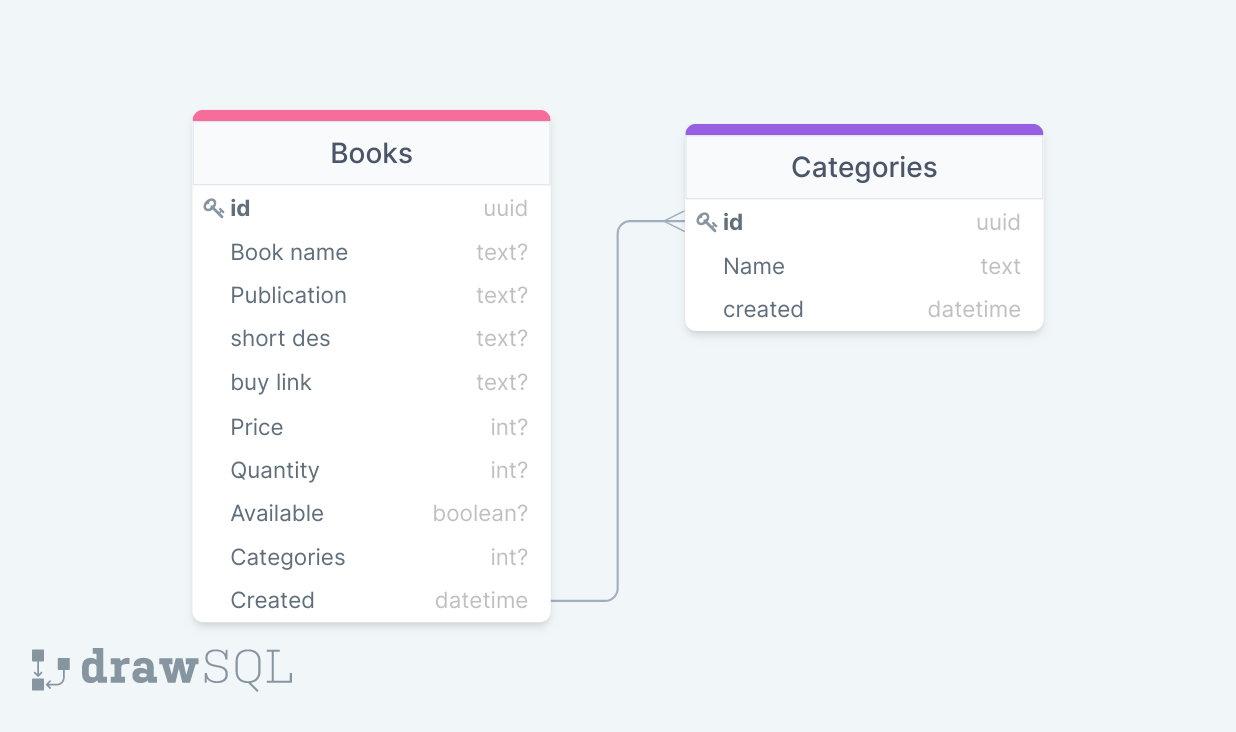 Books
id uuid
Book name text?
Publication text?
short des text?
buy link text?
Price int?
Quantity int?
Available boolean?
Categories int?
Created datetime
Categories
id uuid
Name text
created datetime
drawSQL